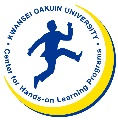 KWANSEI GAKUIN UNIVERSITY
Center for Hands-on Learning Programs